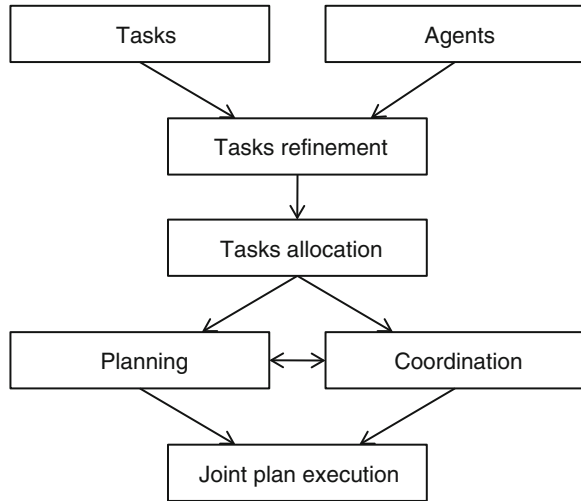 Tasks
Agents
Tasks refinement
Tasks allocation
Planning
Coordination
Joint plan execution